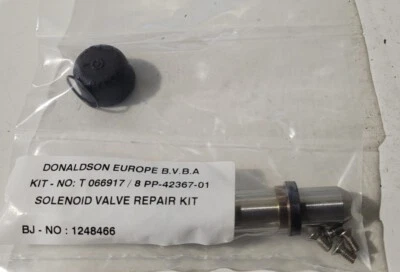 DONALDSON EUROPE B.V.B.A
KIT - NO: T 066917 / 8 PP-42367-01
SOLENOID VALVE REPAIR KIT
BJ - NO : 1248466